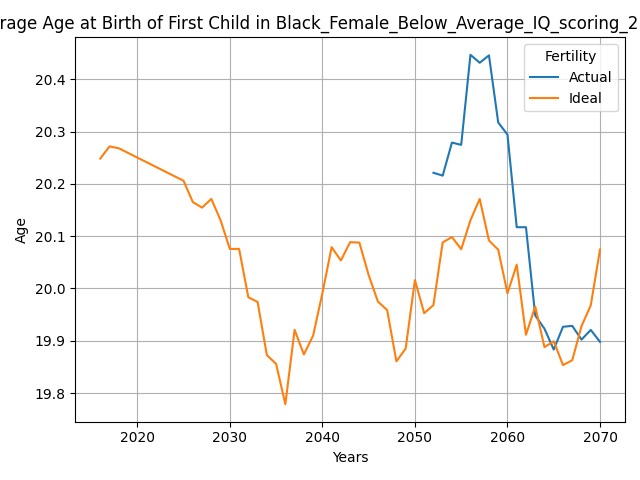 rage Age at Birth of First Child in Black_Female_Below_Average_IQ_scoring_2
Fertility
Actual
Ideal
20.4
20.3
20.2
20.1
20.0
19.9
19.8
Age
2020 2030 2040 2050 2060 2070
Years